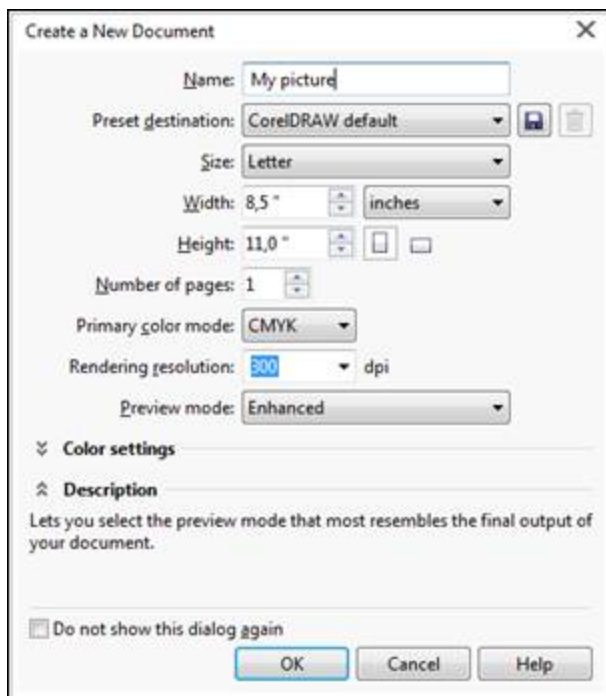 Create a New Document
Name: My picture
Preset destination: CorelDRAW default
Size: Letter
Width: 8,5 " inches
Height: 11,0 "
Number of pages: 1
Primary color mode: CMYK
Rendering resolution: 300 dpi
Preview mode: Enhanced
Color settings
Description
Lets you select the preview mode that most resembles the final output of
your document.
Do not show this dialog again
OK Cancel Help